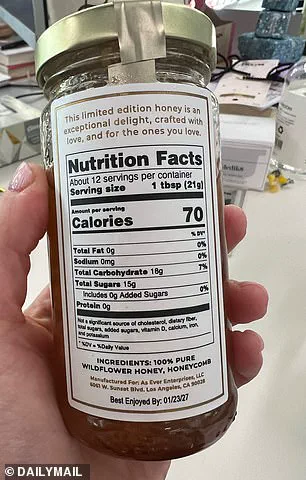 This limited edition honey is an
exceptional delight, crafted with
love, and for the ones you love.
Nutrition Facts
About 12 servings per container
Serving size 1 tbsp (21g)
Amount per serving
Calories 70
% DV*
Total Fat 0g 0%
Sodium 0mg 0%
Total Carbohydrate 18g 7%
Total Sugars 15g
Includes 0g Added Sugars 0%
Protein 0g
Not a significant source of cholesterol, dietary fiber,
total sugars, added sugars, vitamin D, calcium, iron,
and potassium
* %DV = %Daily Value
INGREDIENTS: 100% PURE
WILDFLOWER HONEY, HONEYCOMB
Manufactured For: As Ever Enterprises, LLC
6061 W. Sunset Blvd, Los Angeles, CA 90028
Best Enjoyed By: 01/23/27
© DAILYMAIL